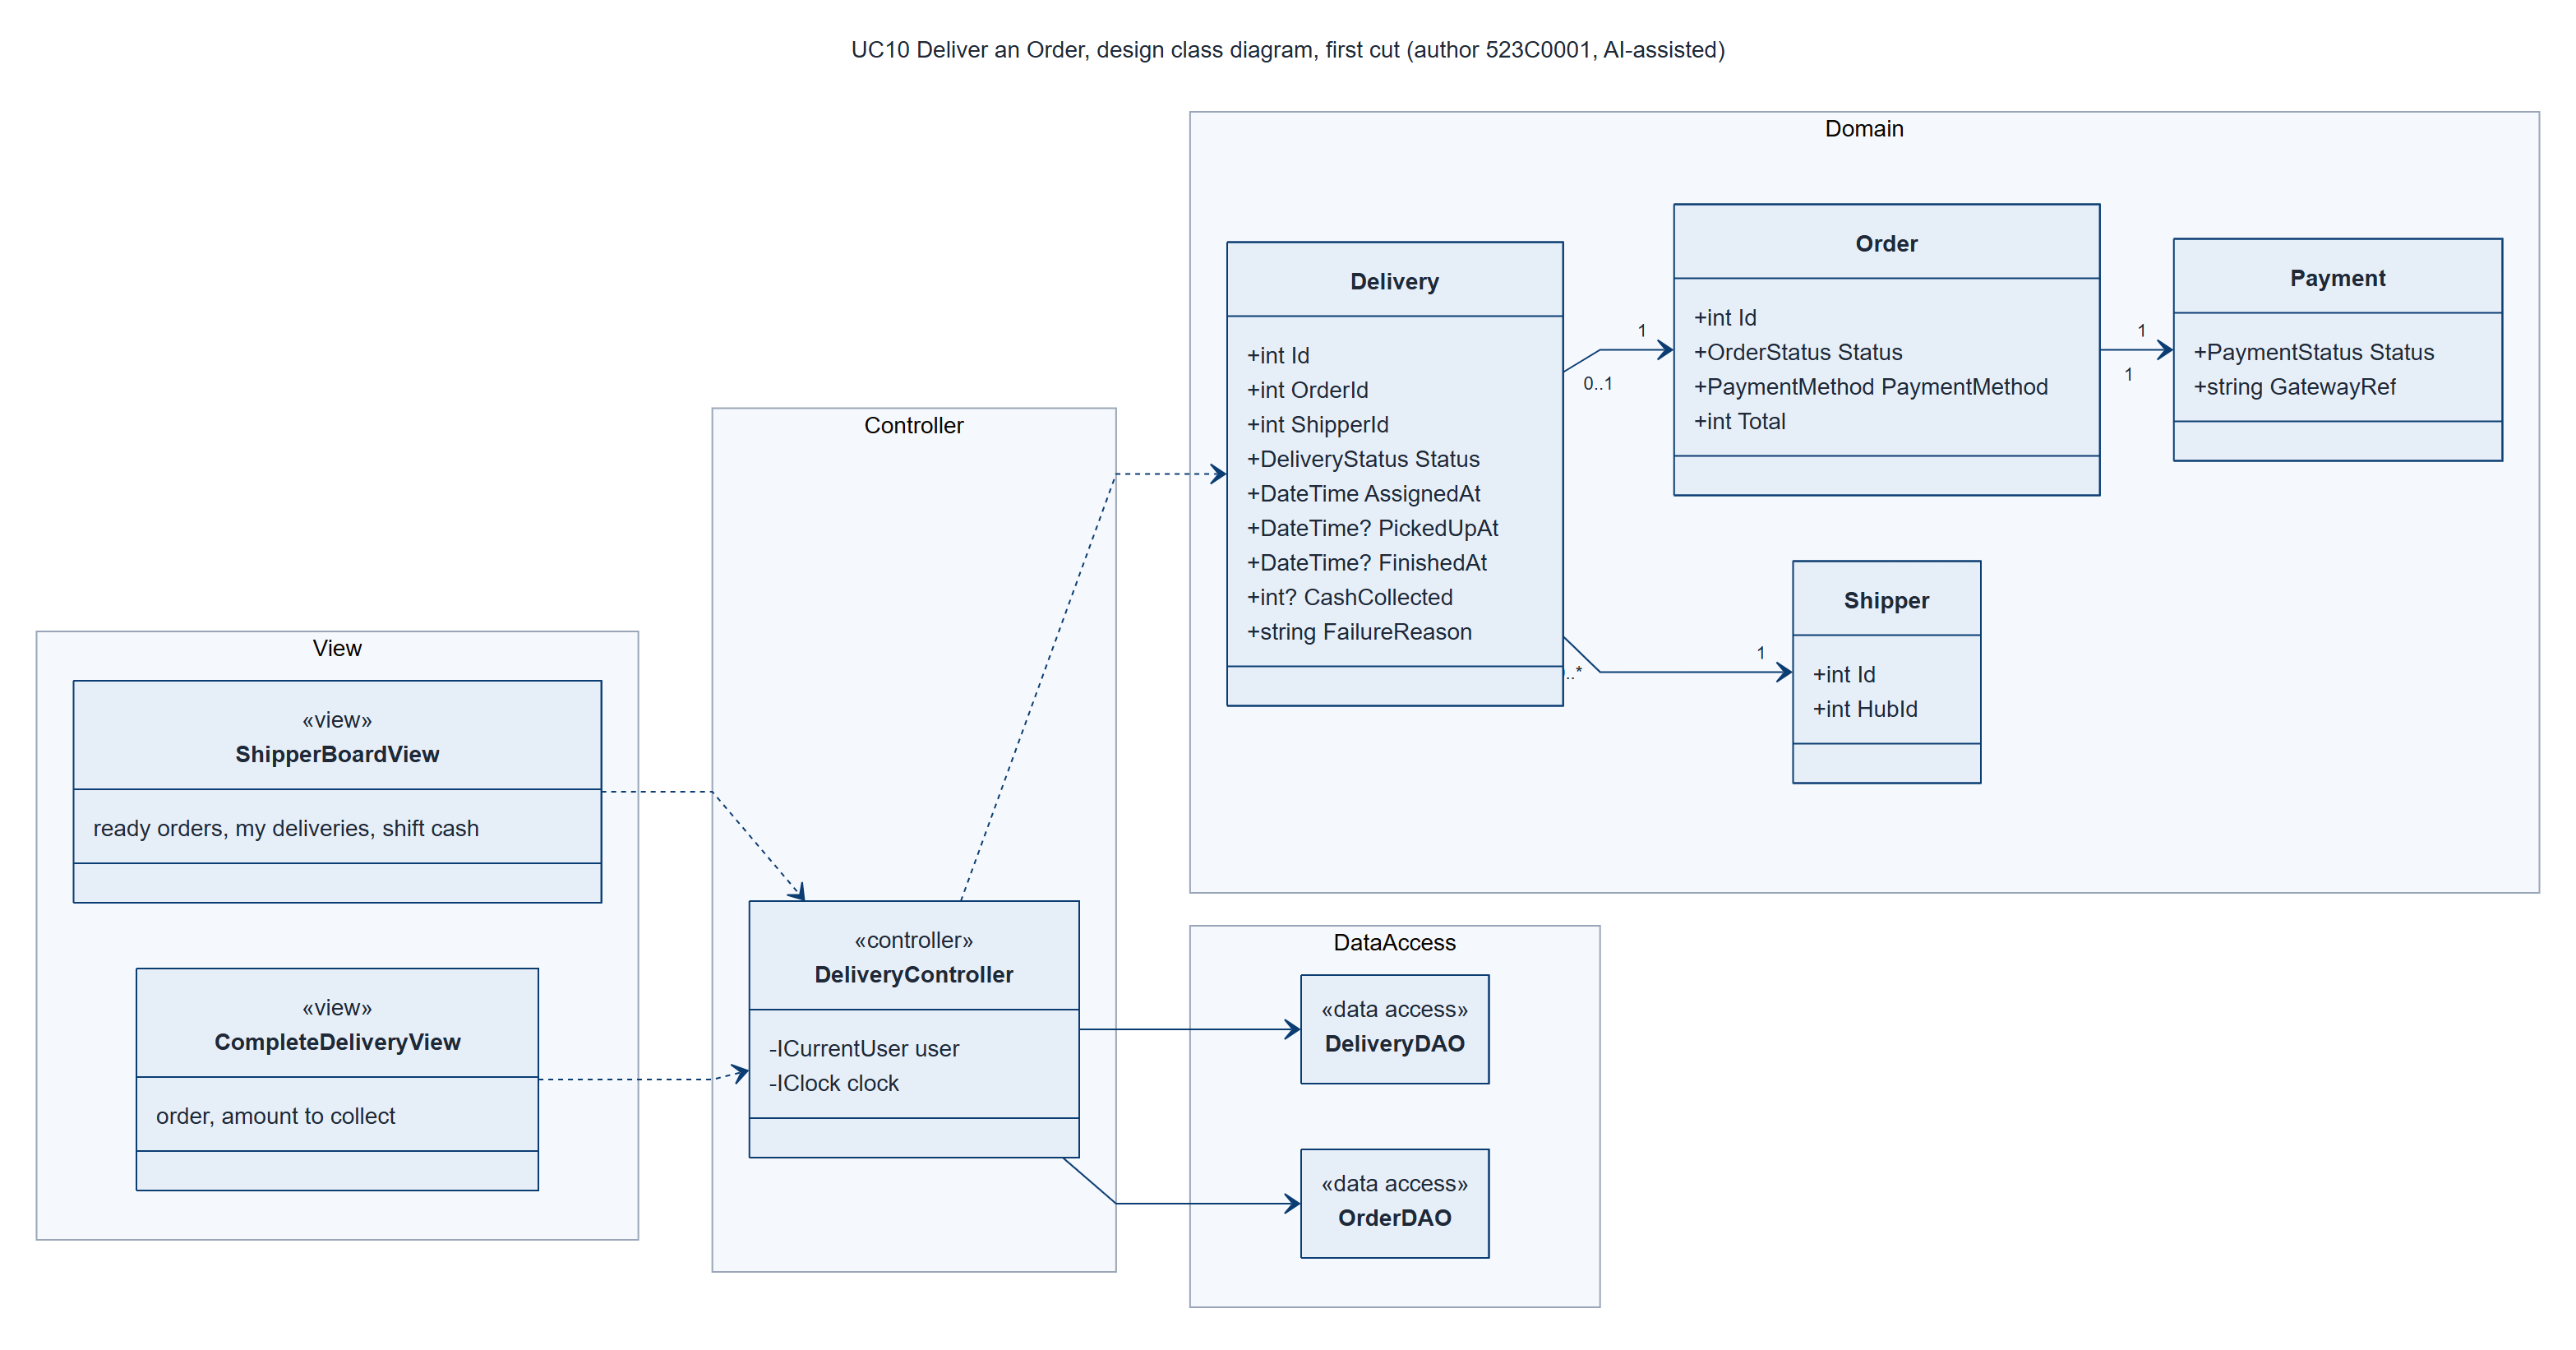 UC10 Deliver an Order, design class diagram, first cut (author 523C0001, AI-assisted)
Domain
Delivery
+int Id
+int OrderId
+int ShipperId
+DeliveryStatus Status
+DateTime AssignedAt
+DateTime? PickedUpAt
+DateTime? FinishedAt
+int? CashCollected
+string FailureReason
0..1
1
Order
+int Id
+OrderStatus Status
+PaymentMethod PaymentMethod
+int Total
1
1
Payment
+PaymentStatus Status
+string GatewayRef
..*
1
Shipper
+int Id
+int HubId
Controller
«controller»
DeliveryController
-ICurrentUser user
-IClock clock
View
«view»
ShipperBoardView
ready orders, my deliveries, shift cash
«view»
CompleteDeliveryView
order, amount to collect
DataAccess
«data access»
DeliveryDAO
«data access»
OrderDAO